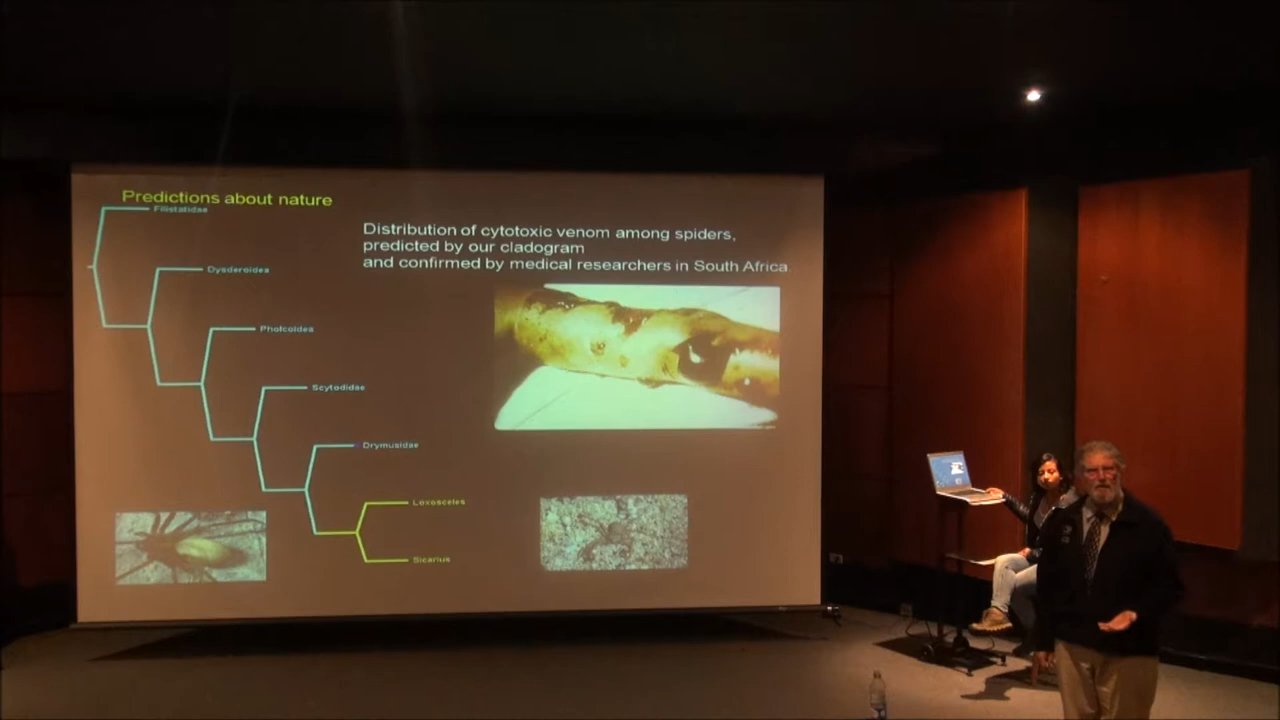 Predictions about nature
Filistatidae
Distribution of cytotoxic venom among spiders,
predicted by our cladogram
and confirmed by medical researchers in South Africa
Dysderoidea
Pholcoidea
Scytodidae
Drymusidae
Loxosceles
Sicarius